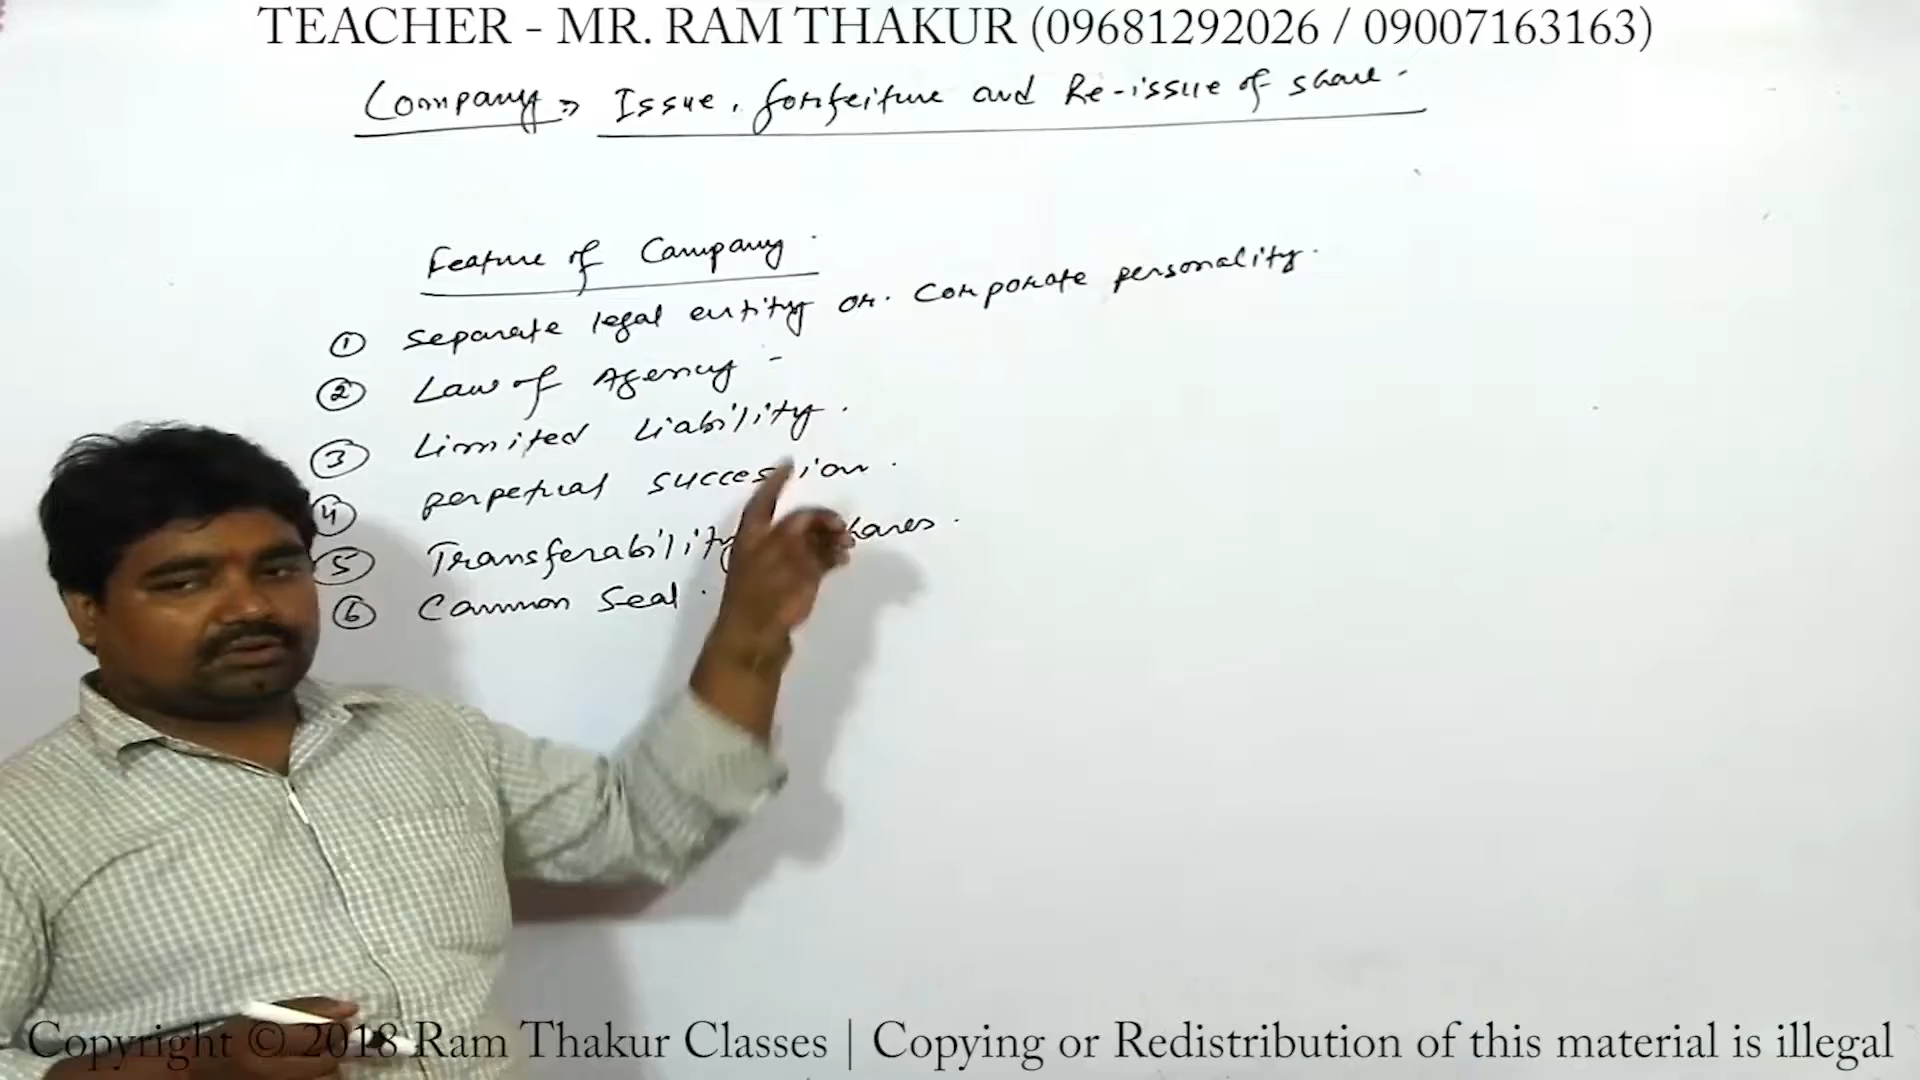 TEACHER - MR. RAM THAKUR (09681292026 / 09007163163)
Company => Issue, forfeiture and Re-issue of share.
Feature of Company.
① Separate legal entity or. Corporate personality.
② Law of Agency -
③ Limited Liability.
④ perpetual succession.
⑤ Transferability shares.
⑥ Common Seal.
Copyright © 2018 Ram Thakur Classes | Copying or Redistribution of this material is illegal